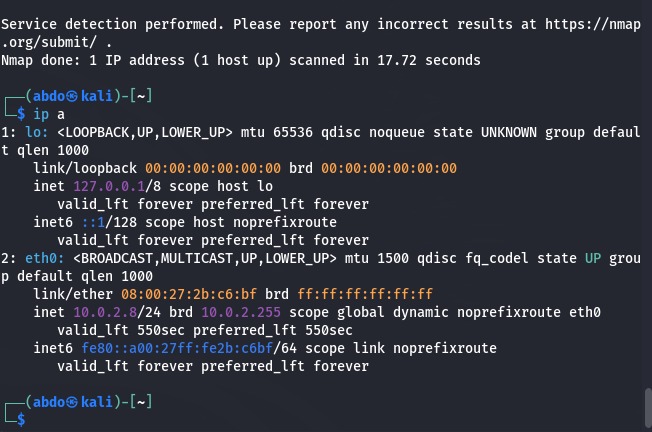 Service detection performed. Please report any incorrect results at https://nmap
.org/submit/ .
Nmap done: 1 IP address (1 host up) scanned in 17.72 seconds
┌──(abdo㉿kali)-[~]
└─$ ip a
1: lo: <LOOPBACK,UP,LOWER_UP> mtu 65536 qdisc noqueue state UNKNOWN group defaul
t qlen 1000
    link/loopback 00:00:00:00:00:00 brd 00:00:00:00:00:00
    inet 127.0.0.1/8 scope host lo
       valid_lft forever preferred_lft forever
    inet6 ::1/128 scope host noprefixroute
       valid_lft forever preferred_lft forever
2: eth0: <BROADCAST,MULTICAST,UP,LOWER_UP> mtu 1500 qdisc fq_codel state UP grou
p default qlen 1000
    link/ether 08:00:27:2b:c6:bf brd ff:ff:ff:ff:ff:ff
    inet 10.0.2.8/24 brd 10.0.2.255 scope global dynamic noprefixroute eth0
       valid_lft 550sec preferred_lft 550sec
    inet6 fe80::a00:27ff:fe2b:c6bf/64 scope link noprefixroute
       valid_lft forever preferred_lft forever
┌──(abdo㉿kali)-[~]
└─$